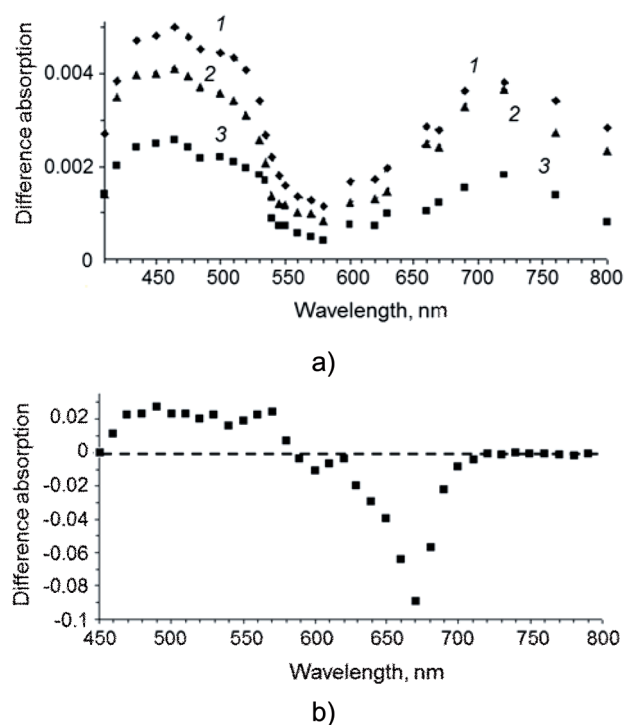 Difference absorption
0.004
0.002
0
1
2
3
1
2
3
450 500 550 600 650 700 750 800
Wavelength, nm
a)
Difference absorption
0.02
0
-0.02
-0.04
-0.06
-0.08
-0.1
450 500 550 600 650 700 750 800
Wavelength, nm
b)